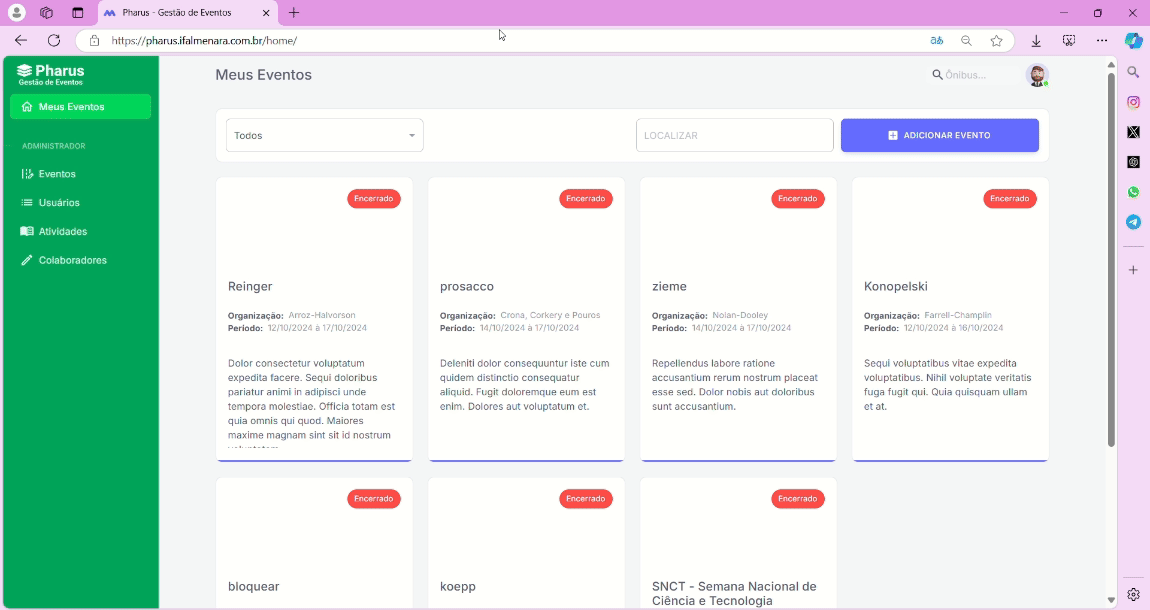 Pharus - Gestão de Eventos
https://pharus.ifalmenara.com.br/home/
Pharus
Gestão de Eventos
Meus Eventos
ADMINISTRADOR
Eventos
Usuários
Atividades
Colaboradores
Meus Eventos
Ônibus...
Todos
LOCALIZAR
ADICIONAR EVENTO
Encerrado
Reinger
Organização: Arroz-Halvorson
Período: 12/10/2024 à 17/10/2024
Dolor consectetur voluptatum
expedita facere. Sequi doloribus
pariatur animi in adipisci unde
tempora molestiae. Officia totam est
quia omnis qui quod. Maiores
maxime magnam sint sit id nostrum
Encerrado
prosacco
Organização: Crona, Corkery e Pouros
Período: 14/10/2024 à 17/10/2024
Deleniti dolor consequuntur iste cum
quidem distinctio consequatur
aliquid. Fugit doloremque eum est
enim. Dolores aut voluptatum et.
Encerrado
zieme
Organização: Nolan-Dooley
Período: 14/10/2024 à 17/10/2024
Repellendus labore ratione
accusantium rerum nostrum placeat
esse sed. Dolor nobis aut doloribus
sunt accusantium.
Encerrado
Konopelski
Organização: Farrell-Champlin
Período: 12/10/2024 à 16/10/2024
Sequi voluptatibus vitae expedita
voluptatibus. Nihil voluptate veritatis
fuga fugit qui. Quia quisquam ullam
et at.
Encerrado
bloquear
Encerrado
koepp
Encerrado
SNCT - Semana Nacional de
Ciência e Tecnologia